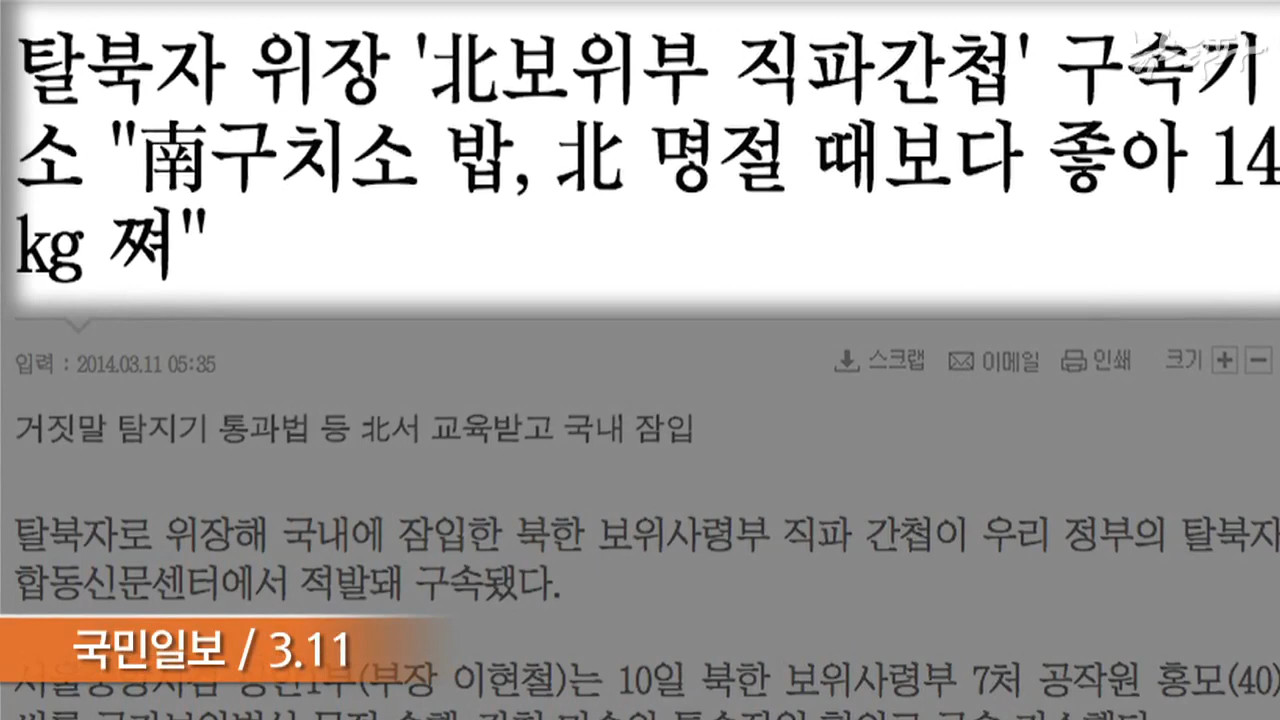 탈북자 위장 '北보위부 직파간첩' 구속기
소 "南구치소 밥, 北 명절 때보다 좋아 14
kg 쪄"
입력 : 2014.03.11 05:35
스크랩 이메일 인쇄 크기 + −
거짓말 탐지기 통과법 등 北서 교육받고 국내 잠입
탈북자로 위장해 국내에 잠입한 북한 보위사령부 직파 간첩이 우리 정부의 탈북자
합동신문센터에서 적발돼 구속됐다.
국민일보 / 3.11
(부장 이현철)는 10일 북한 보위사령부 7처 공작원 홍모(40)